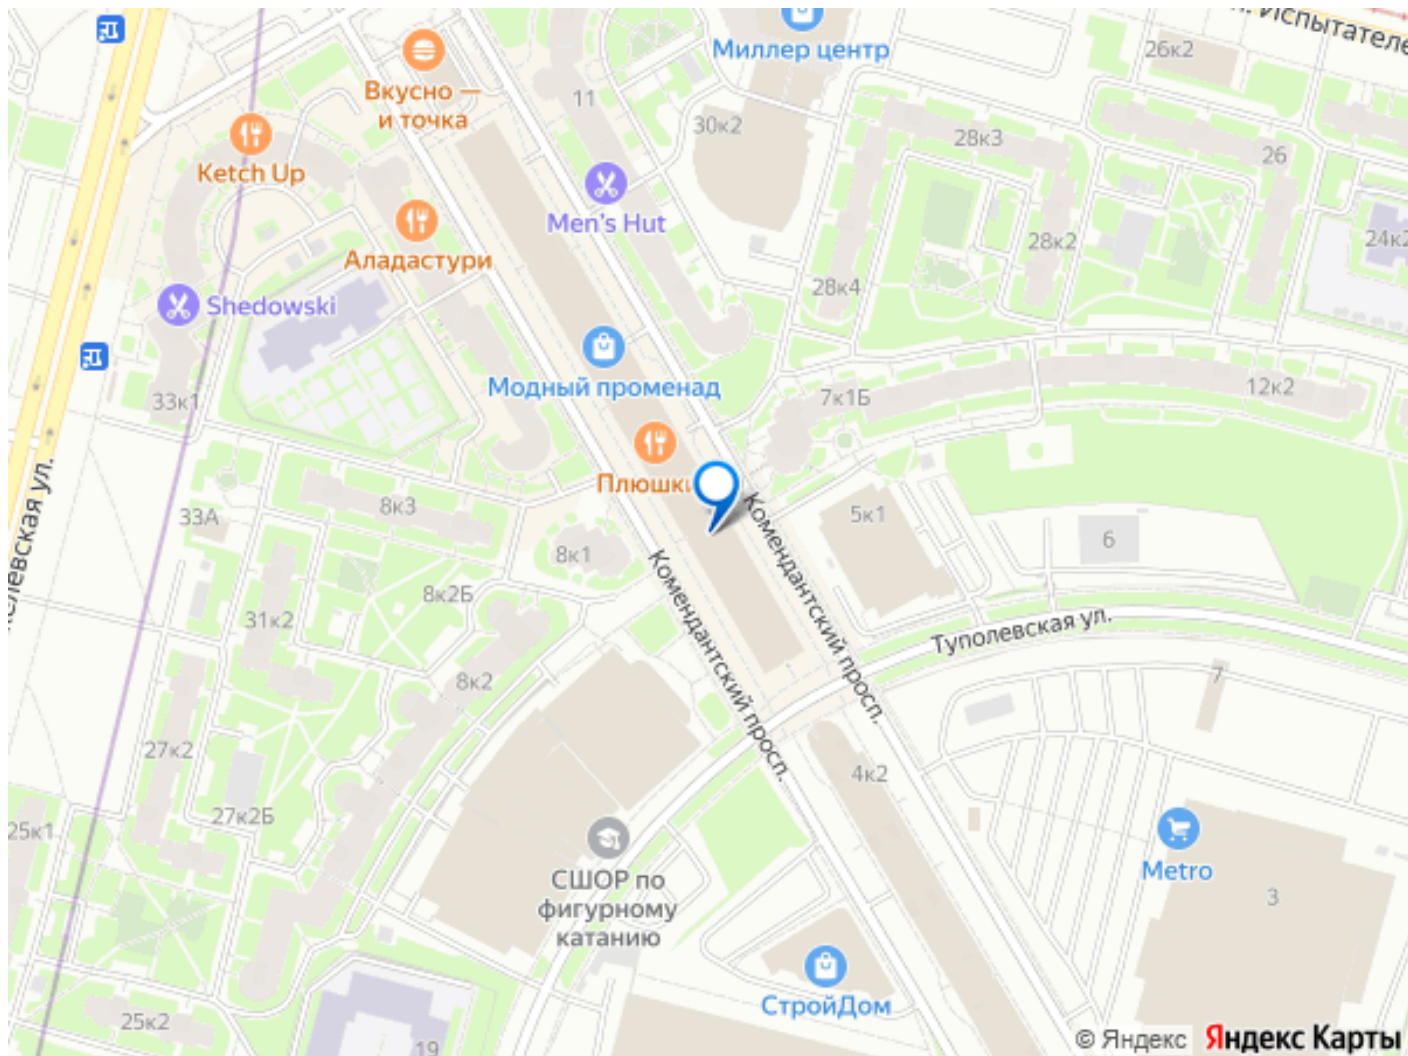 Испытателе
26к2
Миллер центр
Вкусно —
и точка
11
30к2
28к3
26
Ketch Up
Men's Hut
Аладастури
28к2
24к2
28к4
Shedowski
Модный променад
33к1
7к1Б
12к2
Плюшк
8к3
33А
5к1
6
8к1
8к2Б
31к2
Комендантский просп.
Комендантский просп.
Туполевская ул.
8к2
7
27к2
4к2
27к2Б
25к1
Metro
3
СШОР по
фигурному
катанию
СтройДом
25к2
19
© Яндекс
Яндекс Карты